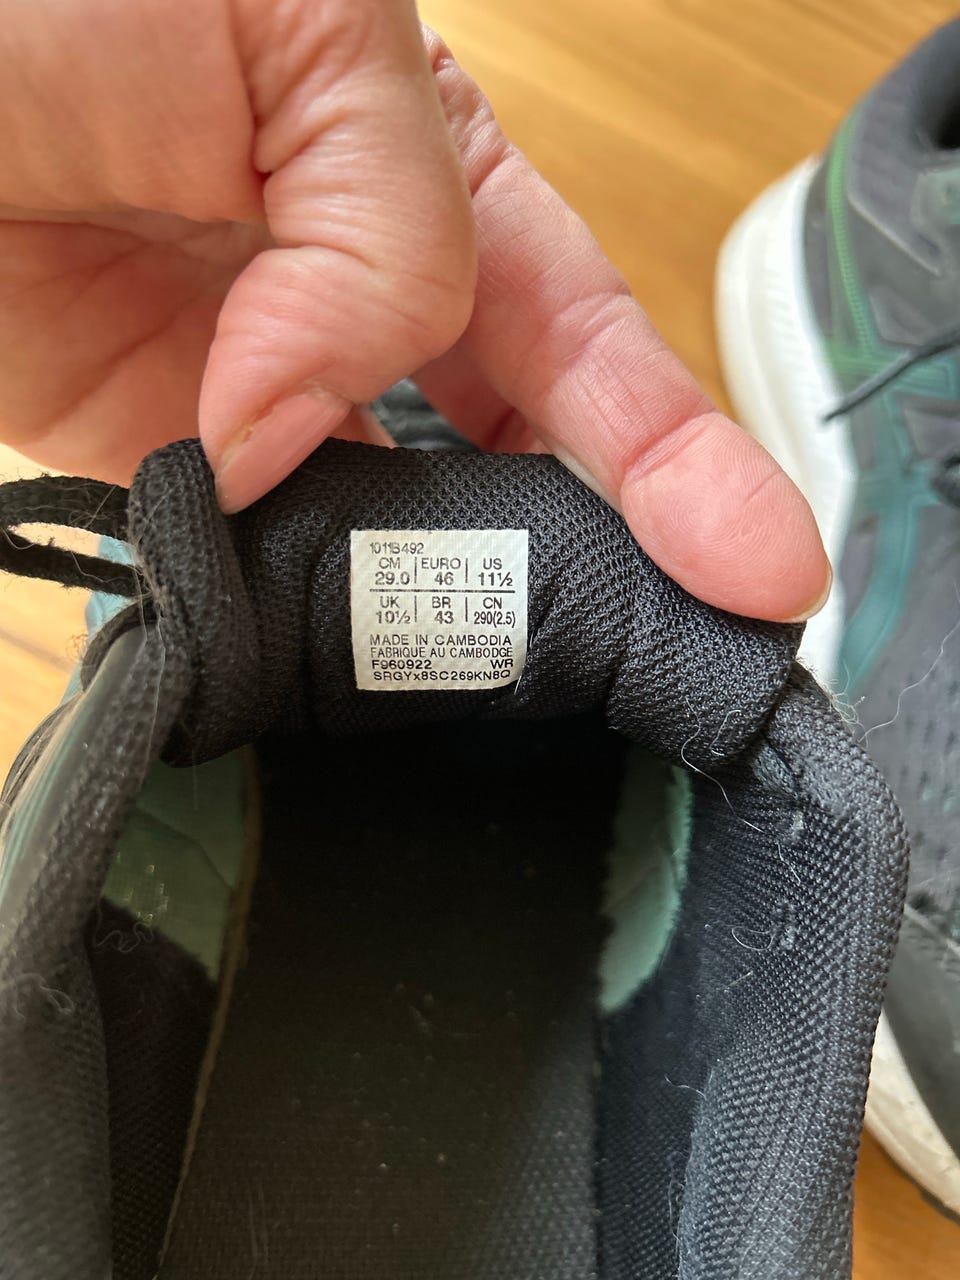 1011B492
CM | EURO | US
29.0 | 46 | 11½
UK | BR | CN
10½ | 43 | 290(2.5)
MADE IN CAMBODIA
FABRIQUE AU CAMBODGE
F960922 WR
SRGYx8SC269KN8Q